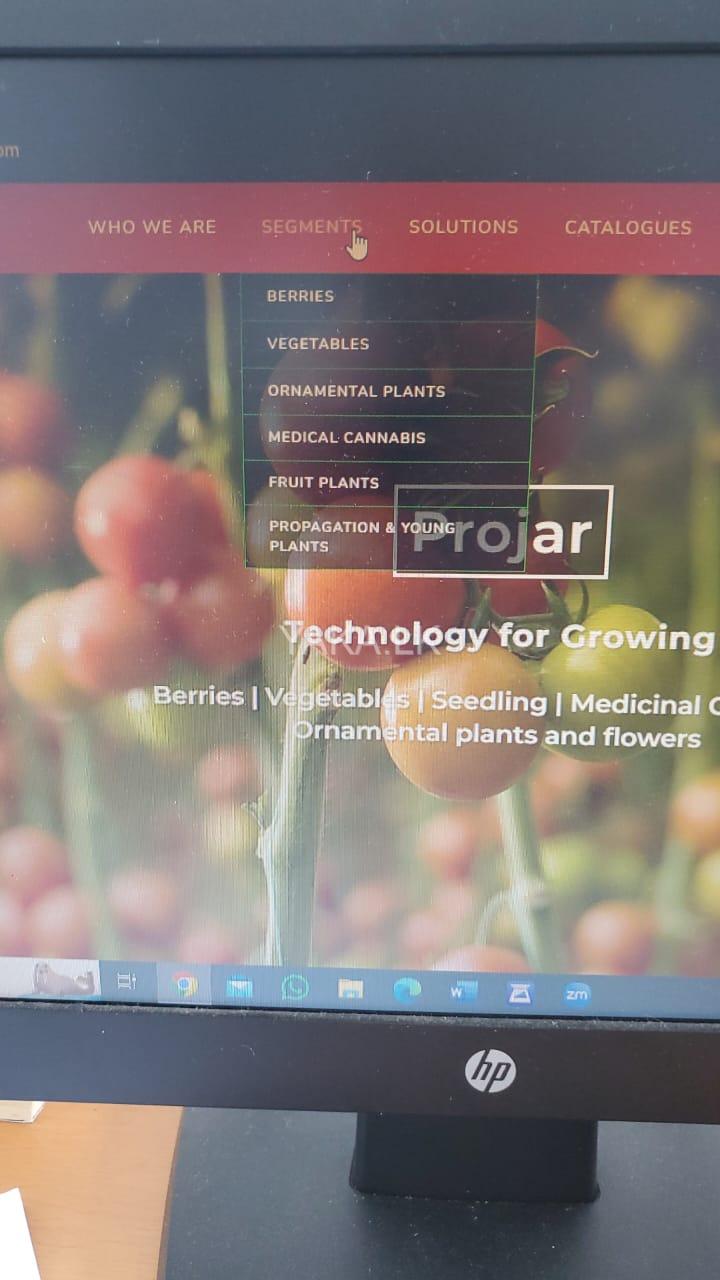 om
WHO WE ARE SEGMENTS SOLUTIONS CATALOGUES
BERRIES
VEGETABLES
ORNAMENTAL PLANTS
MEDICAL CANNABIS
FRUIT PLANTS
PROPAGATION & YOUNG
PLANTS
Projar
Technology for Growing
Berries | Vegetables | Seedling | Medicinal C
Ornamental plants and flowers
W
zm
hp